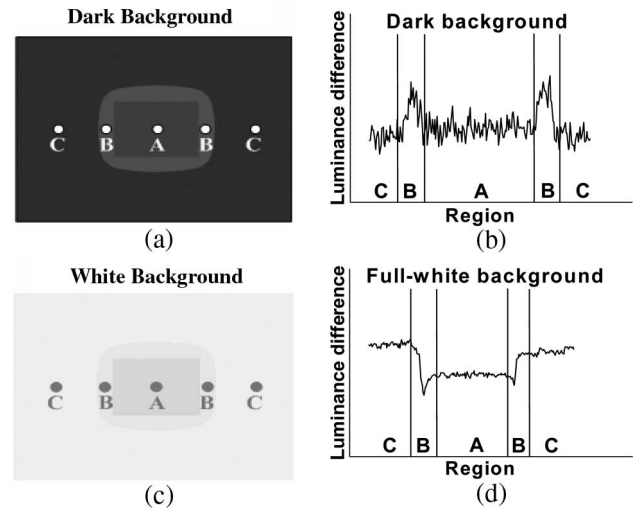 Dark Background
C B A B C
(a)
Dark background
Luminance difference
C B A B C
Region
(b)
White Background
C B A B C
(c)
Full-white background
Luminance difference
C B A B C
Region
(d)